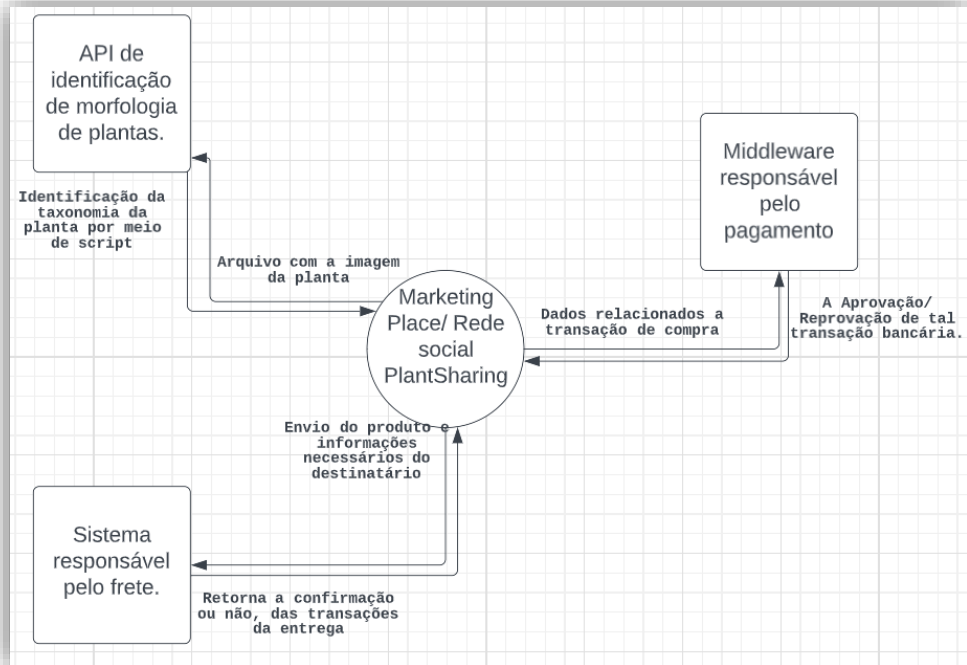 API de
identificação
de morfologia
de plantas.
Identificação da
taxonomia da
planta por meio
de script
Arquivo com a imagem
da planta
Marketing
Place/ Rede
social
PlantSharing
Middleware
responsável
pelo
pagamento
Dados relacionados a
transação de compra
A Aprovação/
Reprovação de tal
transação bancária.
Envio do produto e
informações
necessários do
destinatário
Sistema
responsável
pelo frete.
Retorna a confirmação
ou não, das transações
da entrega